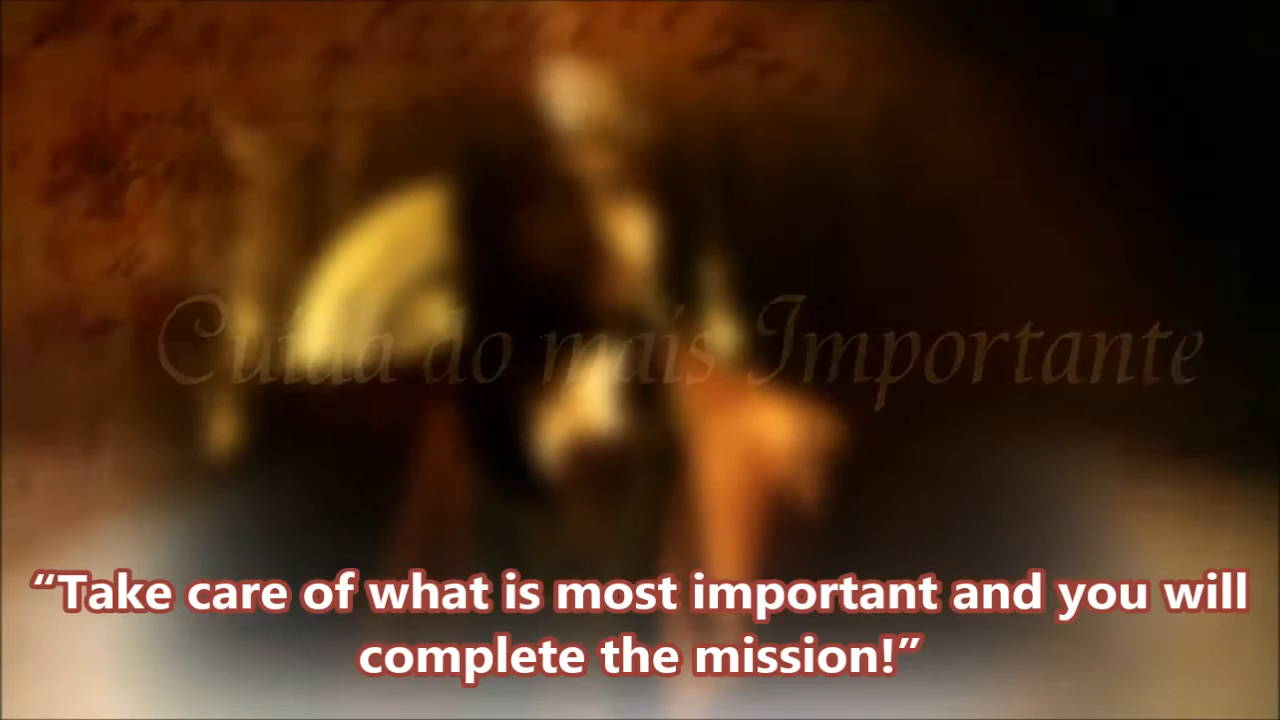 Cuida do mais Importante
“Take care of what is most important and you will
complete the mission!”